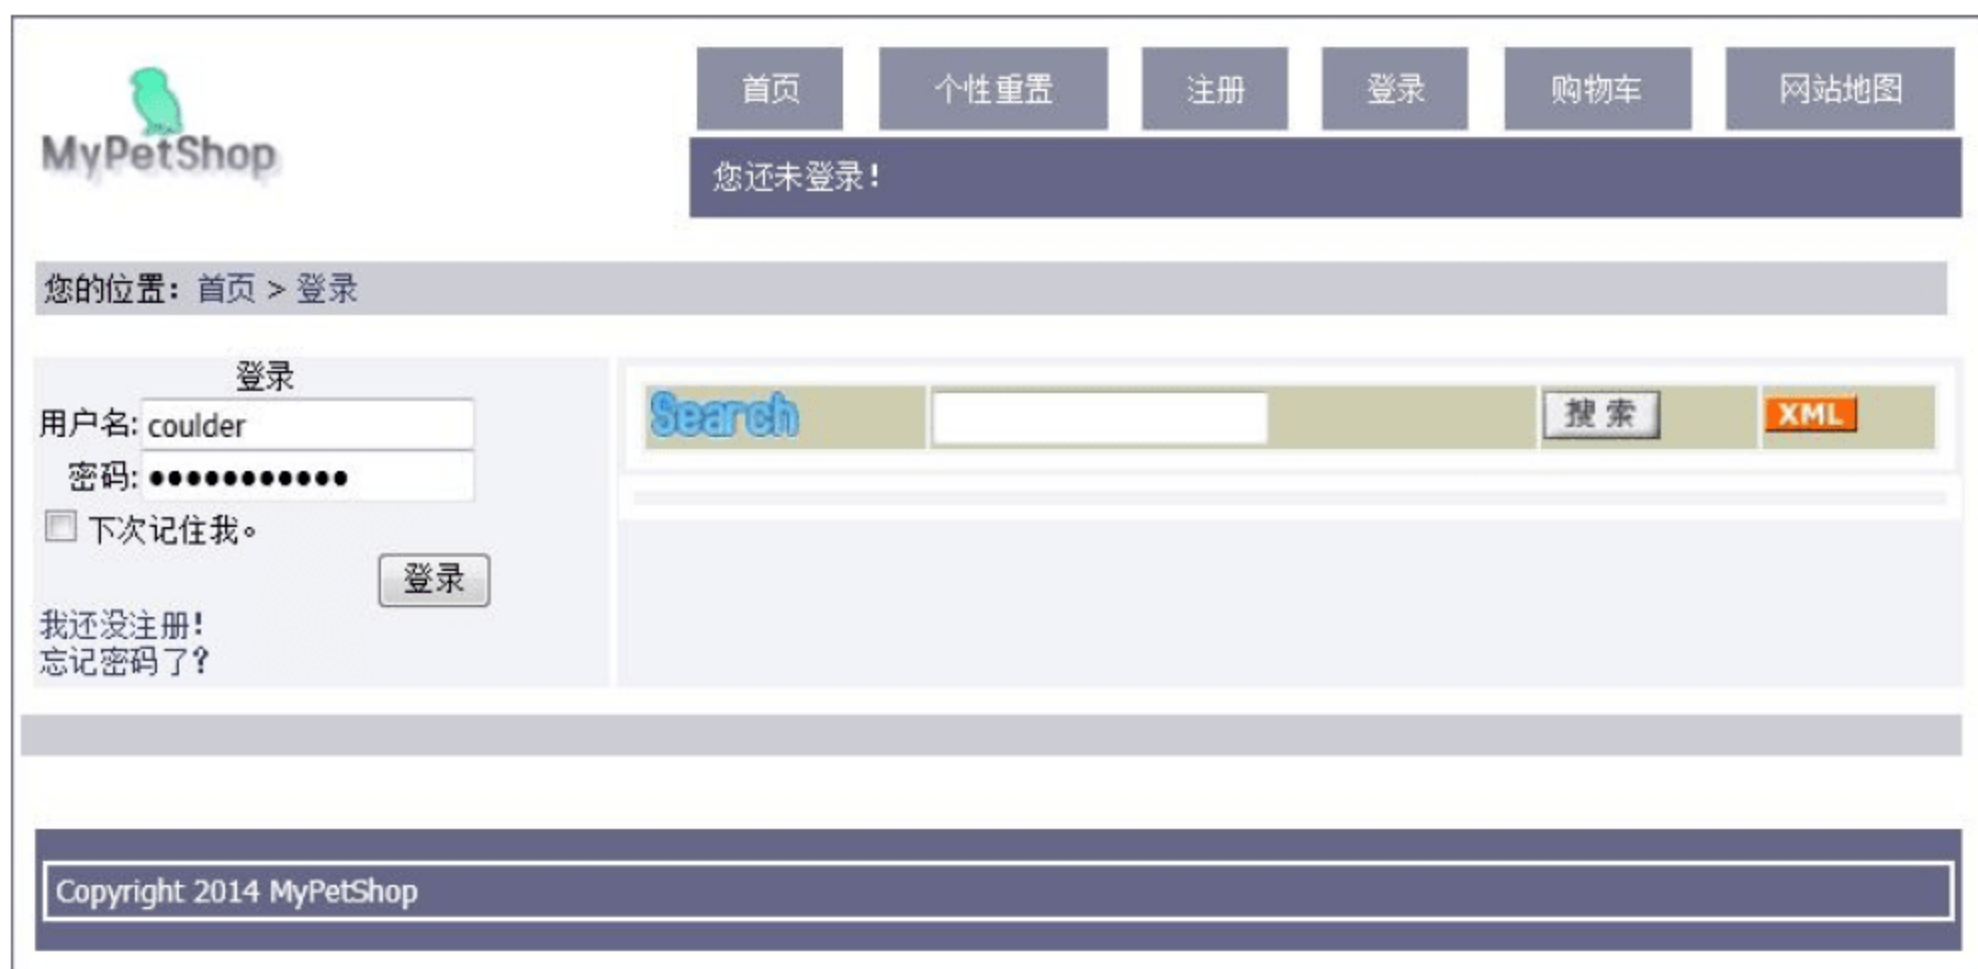 MyPetShop
首页 个性重置 注册 登录 购物车 网站地图
您还未登录!
您的位置: 首页 > 登录
登录
用户名: coulder
密码: •••••••••••
下次记住我。
登录
我还没注册!
忘记密码了?
Search 搜索 XML
Copyright 2014 MyPetShop